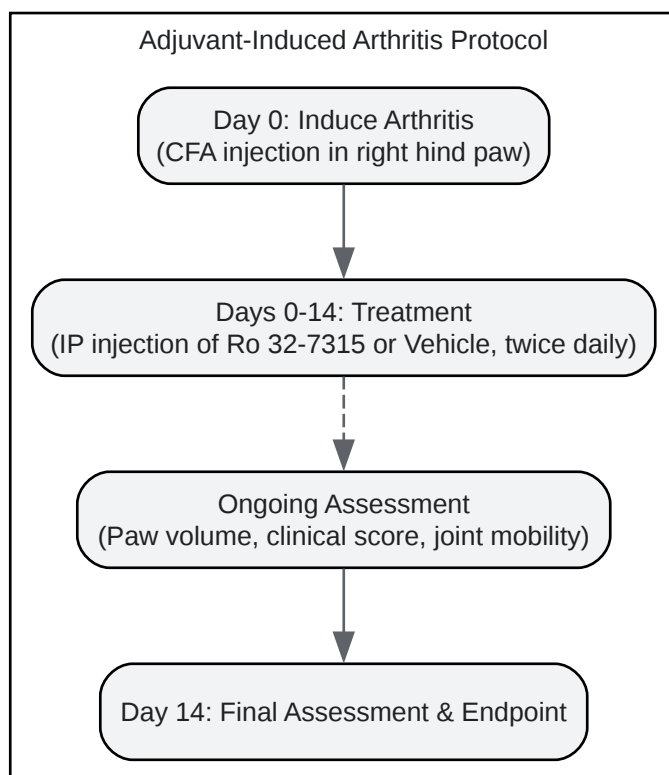 Adjuvant-Induced Arthritis Protocol
Day 0: Induce Arthritis
(CFA injection in right hind paw)
Days 0-14: Treatment
(IP injection of Ro 32-7315 or Vehicle, twice daily)
Ongoing Assessment
(Paw volume, clinical score, joint mobility)
Day 14: Final Assessment & Endpoint